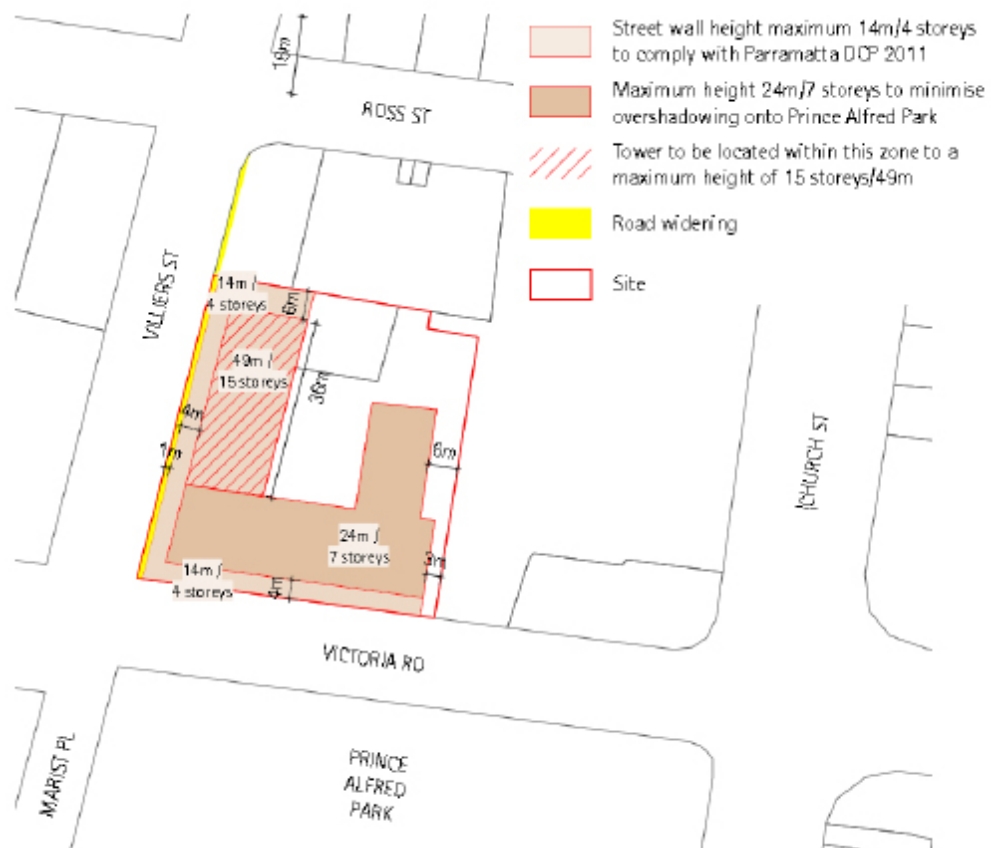 Street wall height maximum 14m/4 storeys
to comply with Parramatta DCP 2011
Maximum height 24m/7 storeys to minimise
overshadowing onto Prince Alfred Park
Tower to be located within this zone to a
maximum height of 15 storeys/49m
Road widening
Site
18m
ROSS ST
VILLIERS ST
14m /
4 storeys
6m
49m /
15 storeys
36m
4m
1m
6m
CHURCH ST
24m /
7 storeys
3m
14m /
4 storeys
4m
VICTORIA RD
MARIST PL
PRINCE
ALFRED
PARK